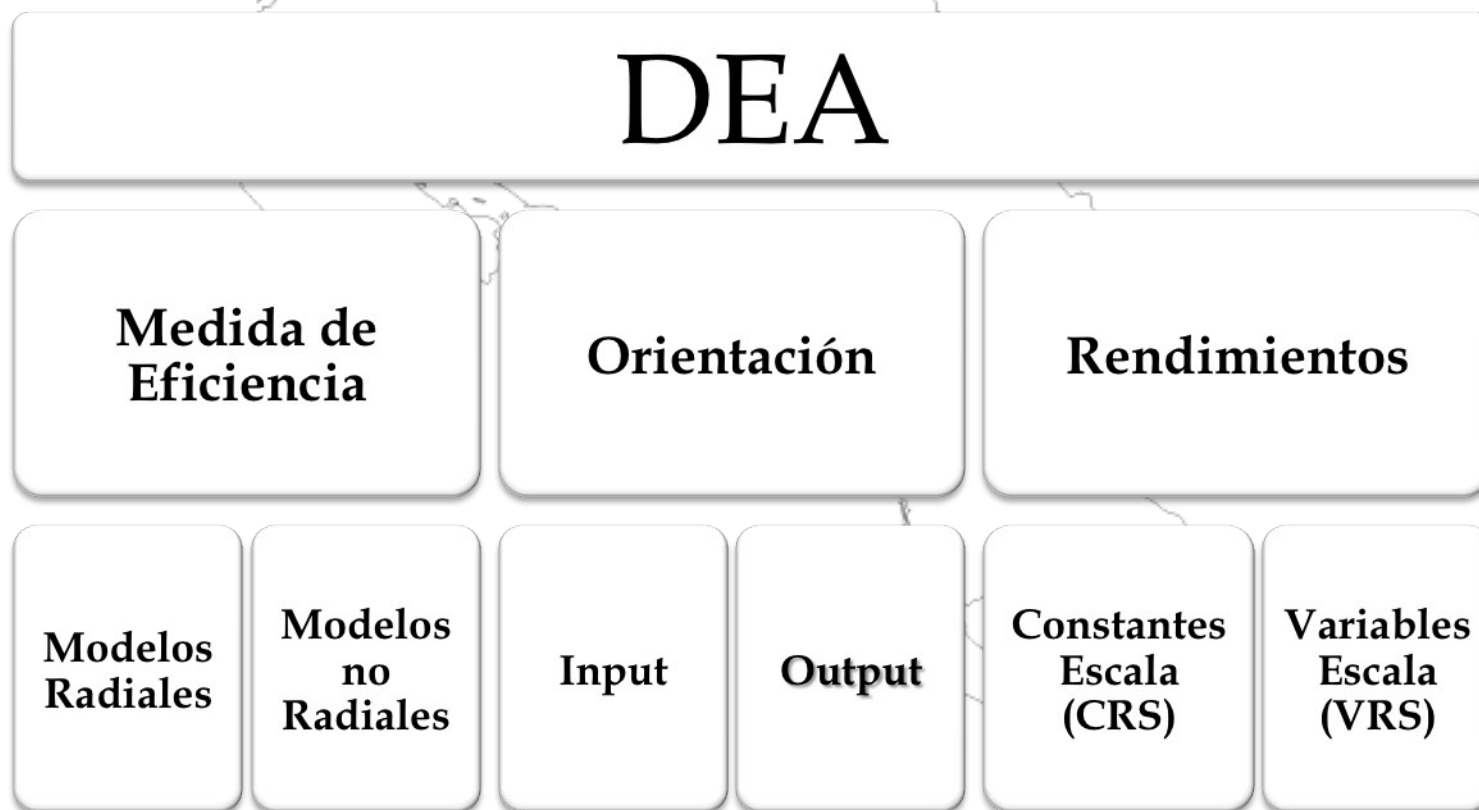 DEA
Medida de
Eficiencia
Orientación
Rendimientos
Modelos
Radiales
Modelos
no
Radiales
Input
Output
Constantes
Escala
(CRS)
Variables
Escala
(VRS)